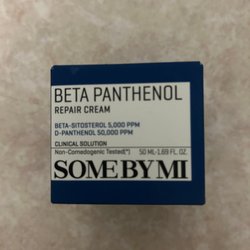 BETA PANTHENOL
REPAIR CREAM
BETA-SITOSTEROL 5,000 PPM
D-PANTHENOL 50,000 PPM
CLINICAL SOLUTION
Non-Comedogenic Tested(*) 50 ML-1.69 FL. OZ.
SOME BY MI